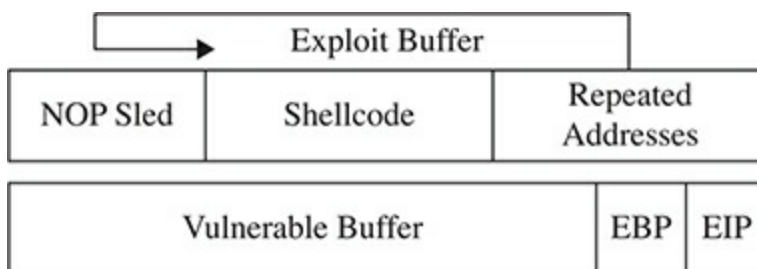 Exploit Buffer
NOP Sled
Shellcode
Repeated
Addresses
Vulnerable Buffer
EBP
EIP